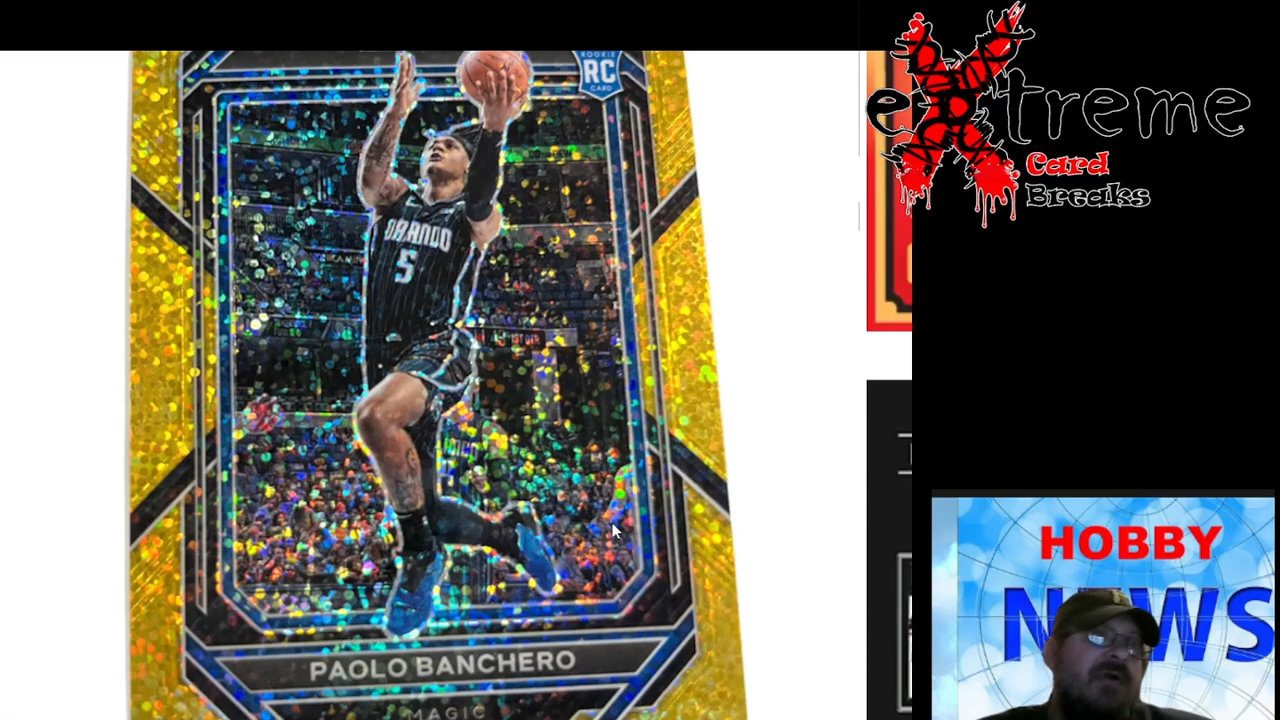 ROOKIE
RC
CARD
ORLANDO
5
PAOLO BANCHERO
MAGIC
eXtreme
Card
Breaks
HOBBY
NEWS